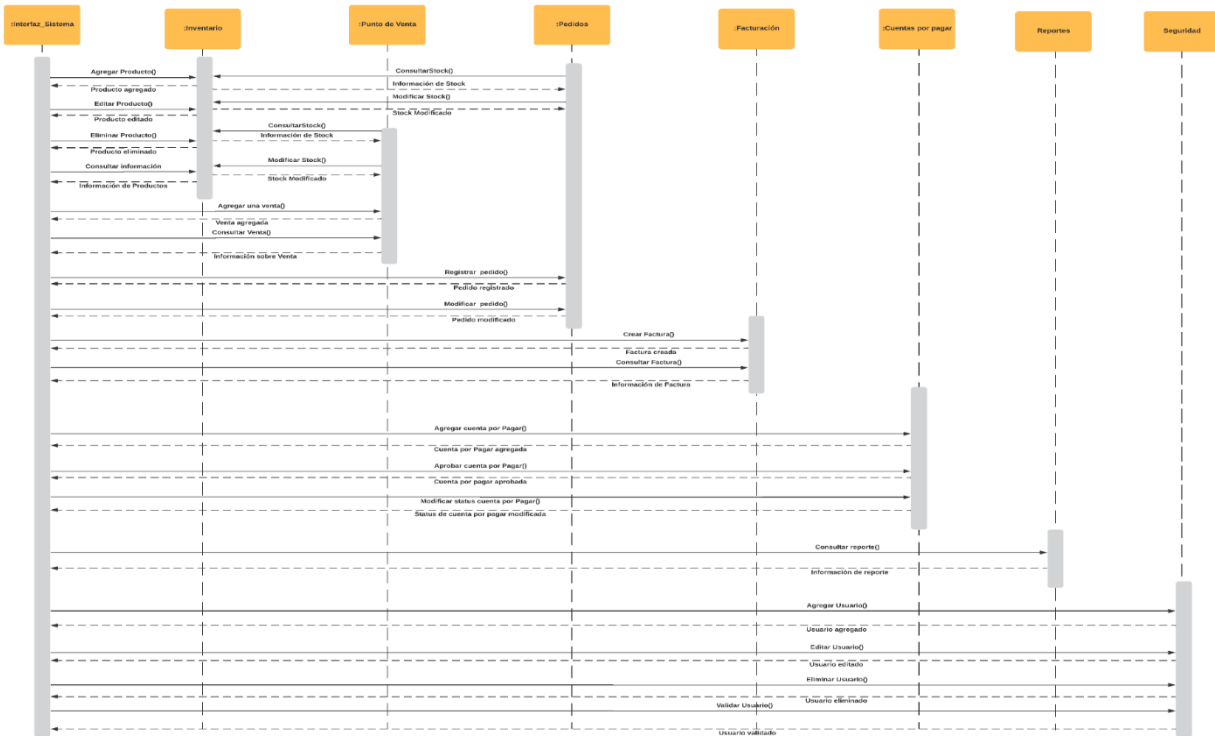 :Interfaz_Sistema
:Inventario
:Punto de Venta
:Pedidos
:Facturación
:Cuentas por pagar
Reportes
Seguridad
Agregar Producto()
ConsultarStock()
Producto agregado
Información de Stock
Editar Producto()
Modificar Stock()
Producto editado
Stock Modificado
ConsultarStock()
Eliminar Producto()
Información de Stock
Producto eliminado
Modificar Stock()
Consultar información
Stock Modificado
Información de Productos
Agregar una venta()
Venta agregada
Consultar Venta()
Información sobre Venta
Registrar pedido()
Pedido registrado
Modificar pedido()
Pedido modificado
Crear Factura()
Factura creada
Consultar Factura()
Información de Factura
Agregar cuenta por Pagar()
Cuenta por Pagar agregada
Aprobar cuenta por Pagar()
Cuenta por pagar aprobada
Modificar status cuenta por Pagar()
Status de cuenta por pagar modificada
Consultar reporte()
Información de reporte
Agregar Usuario()
Usuario agregado
Editar Usuario()
Usuario editado
Eliminar Usuario()
Usuario eliminado
Validar Usuario()
Usuario validado